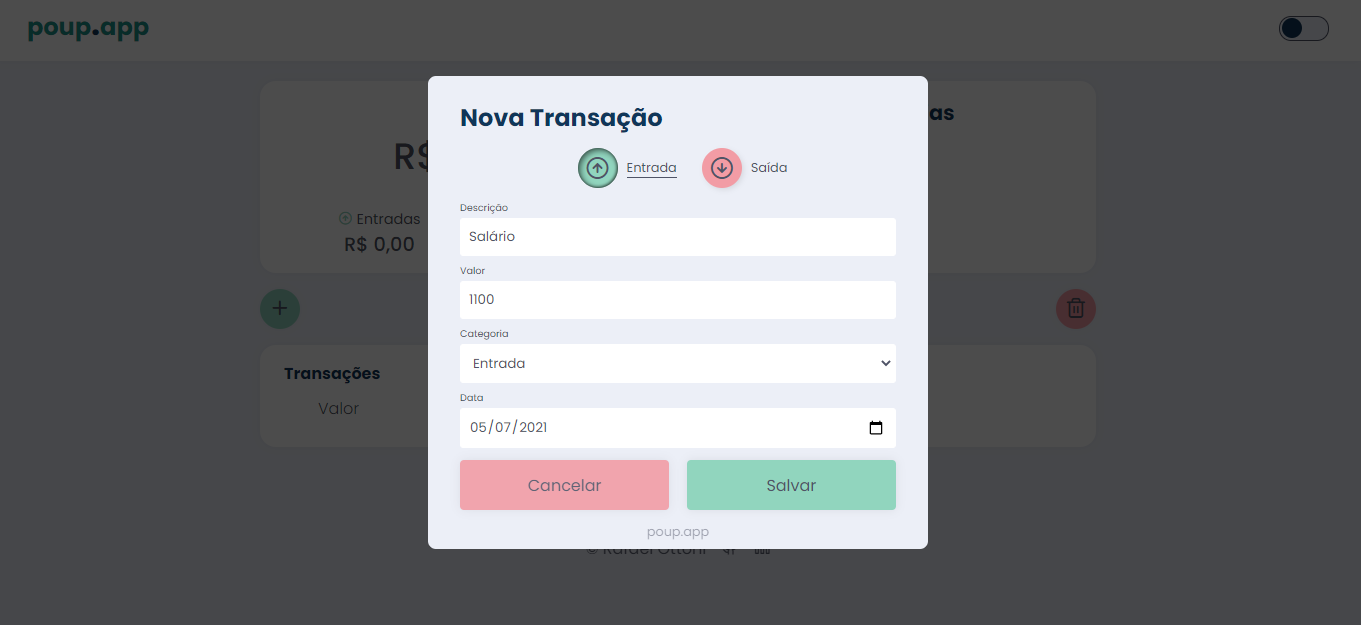 poup.app
as
R$
Entradas
R$ 0,00
Transações
Valor
Nova Transação
Entrada
Saída
Descrição
Salário
Valor
1100
Categoria
Entrada
Data
05/07/2021
Cancelar
Salvar
poup.app
© Rafael Ottoni